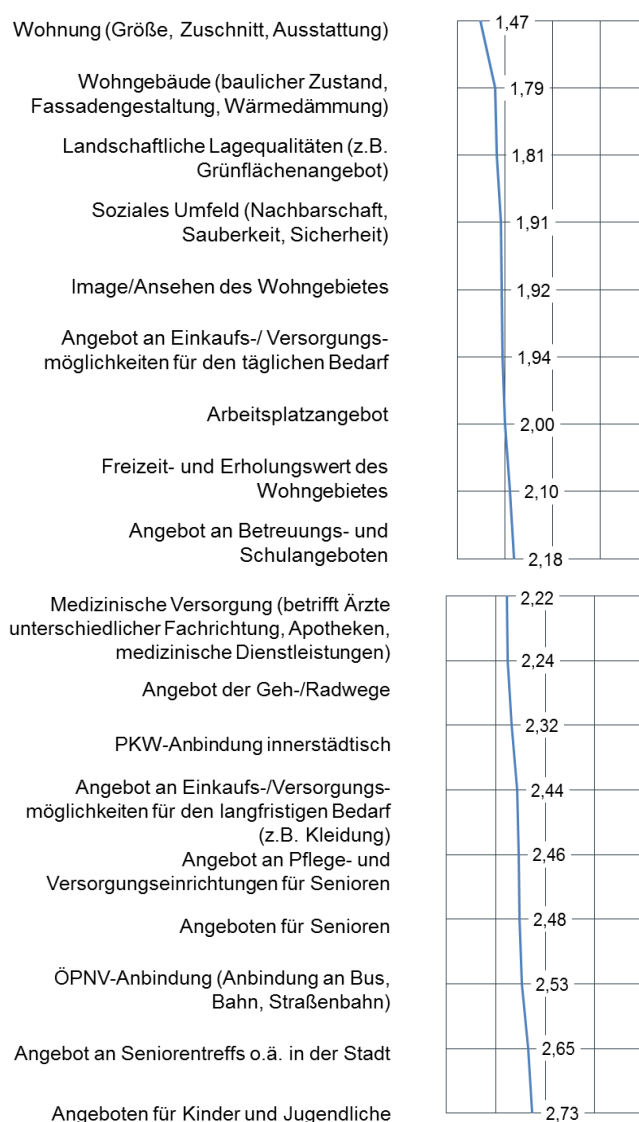 Wohnung (Größe, Zuschnitt, Ausstattung)
1,47
Wohngebäude (baulicher Zustand,
Fassadengestaltung, Wärmedämmung)
1,79
Landschaftliche Lagequalitäten (z.B.
Grünflächenangebot)
1,81
Soziales Umfeld (Nachbarschaft,
Sauberkeit, Sicherheit)
1,91
Image/Ansehen des Wohngebietes
1,92
Angebot an Einkaufs-/ Versorgungs-
möglichkeiten für den täglichen Bedarf
1,94
Arbeitsplatzangebot
2,00
Freizeit- und Erholungswert des
Wohngebietes
2,10
Angebot an Betreuungs- und
Schulangeboten
2,18
Medizinische Versorgung (betrifft Ärzte
unterschiedlicher Fachrichtung, Apotheken,
medizinische Dienstleistungen)
2,22
Angebot der Geh-/Radwege
2,24
PKW-Anbindung innerstädtisch
2,32
Angebot an Einkaufs-/Versorgungs-
möglichkeiten für den langfristigen Bedarf
(z.B. Kleidung)
2,44
Angebot an Pflege- und
Versorgungseinrichtungen für Senioren
2,46
Angeboten für Senioren
2,48
ÖPNV-Anbindung (Anbindung an Bus,
Bahn, Straßenbahn)
2,53
Angebot an Seniorentreffs o.ä. in der Stadt
2,65
Angeboten für Kinder und Jugendliche
2,73